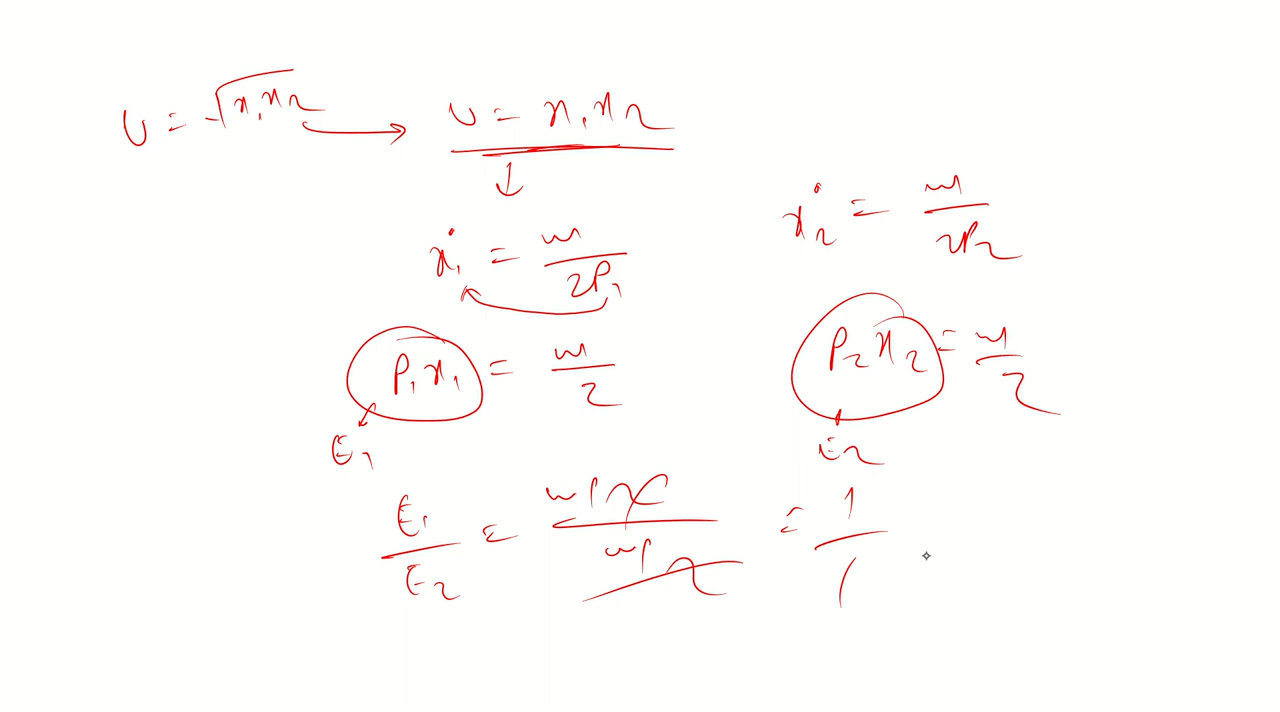 U = √x₁x₂ → U = x₁x₂
↓
x₁* = m/2P₁
x₂* = m/2P₂
P₁x₁ = m/2
P₂x₂ = m/2
E₁
E₂
E₁/E₂ = m/2 / m/2 = 1/1